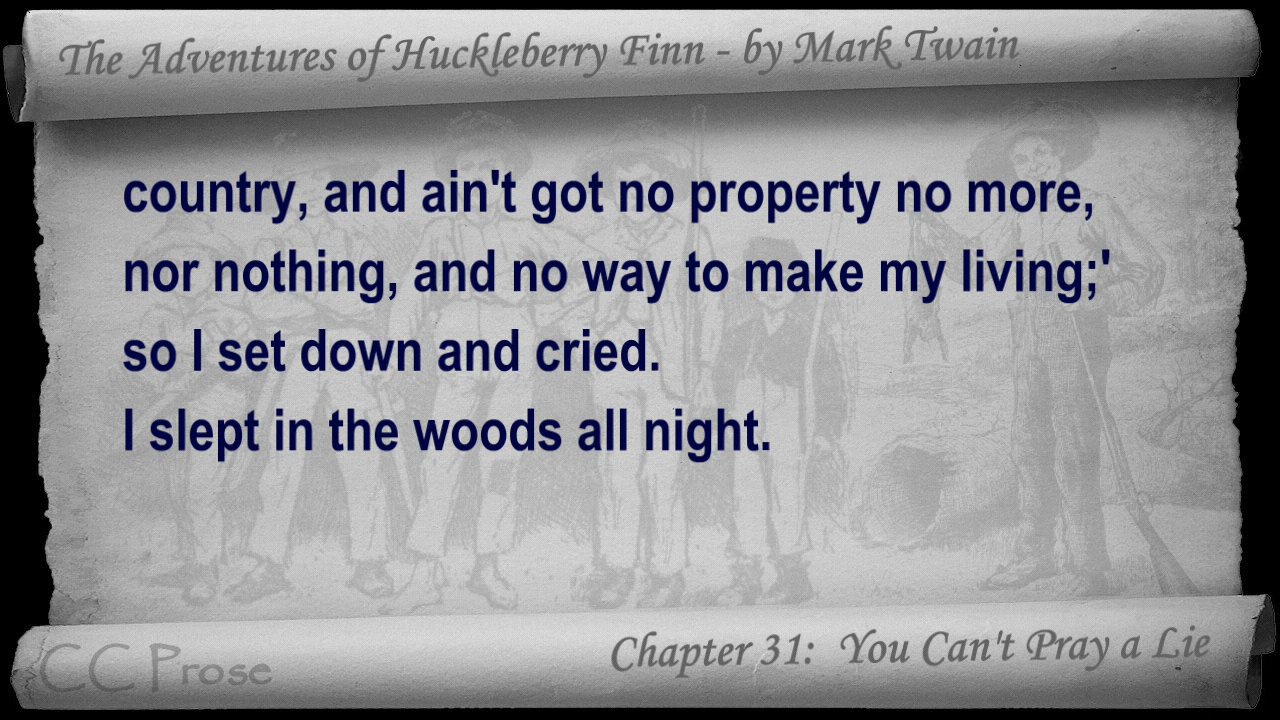 The Adventures of Huckleberry Finn - by Mark Twain
country, and ain't got no property no more,
nor nothing, and no way to make my living;'
so I set down and cried.
I slept in the woods all night.
CC Prose
Chapter 31: You Can't Pray a Lie